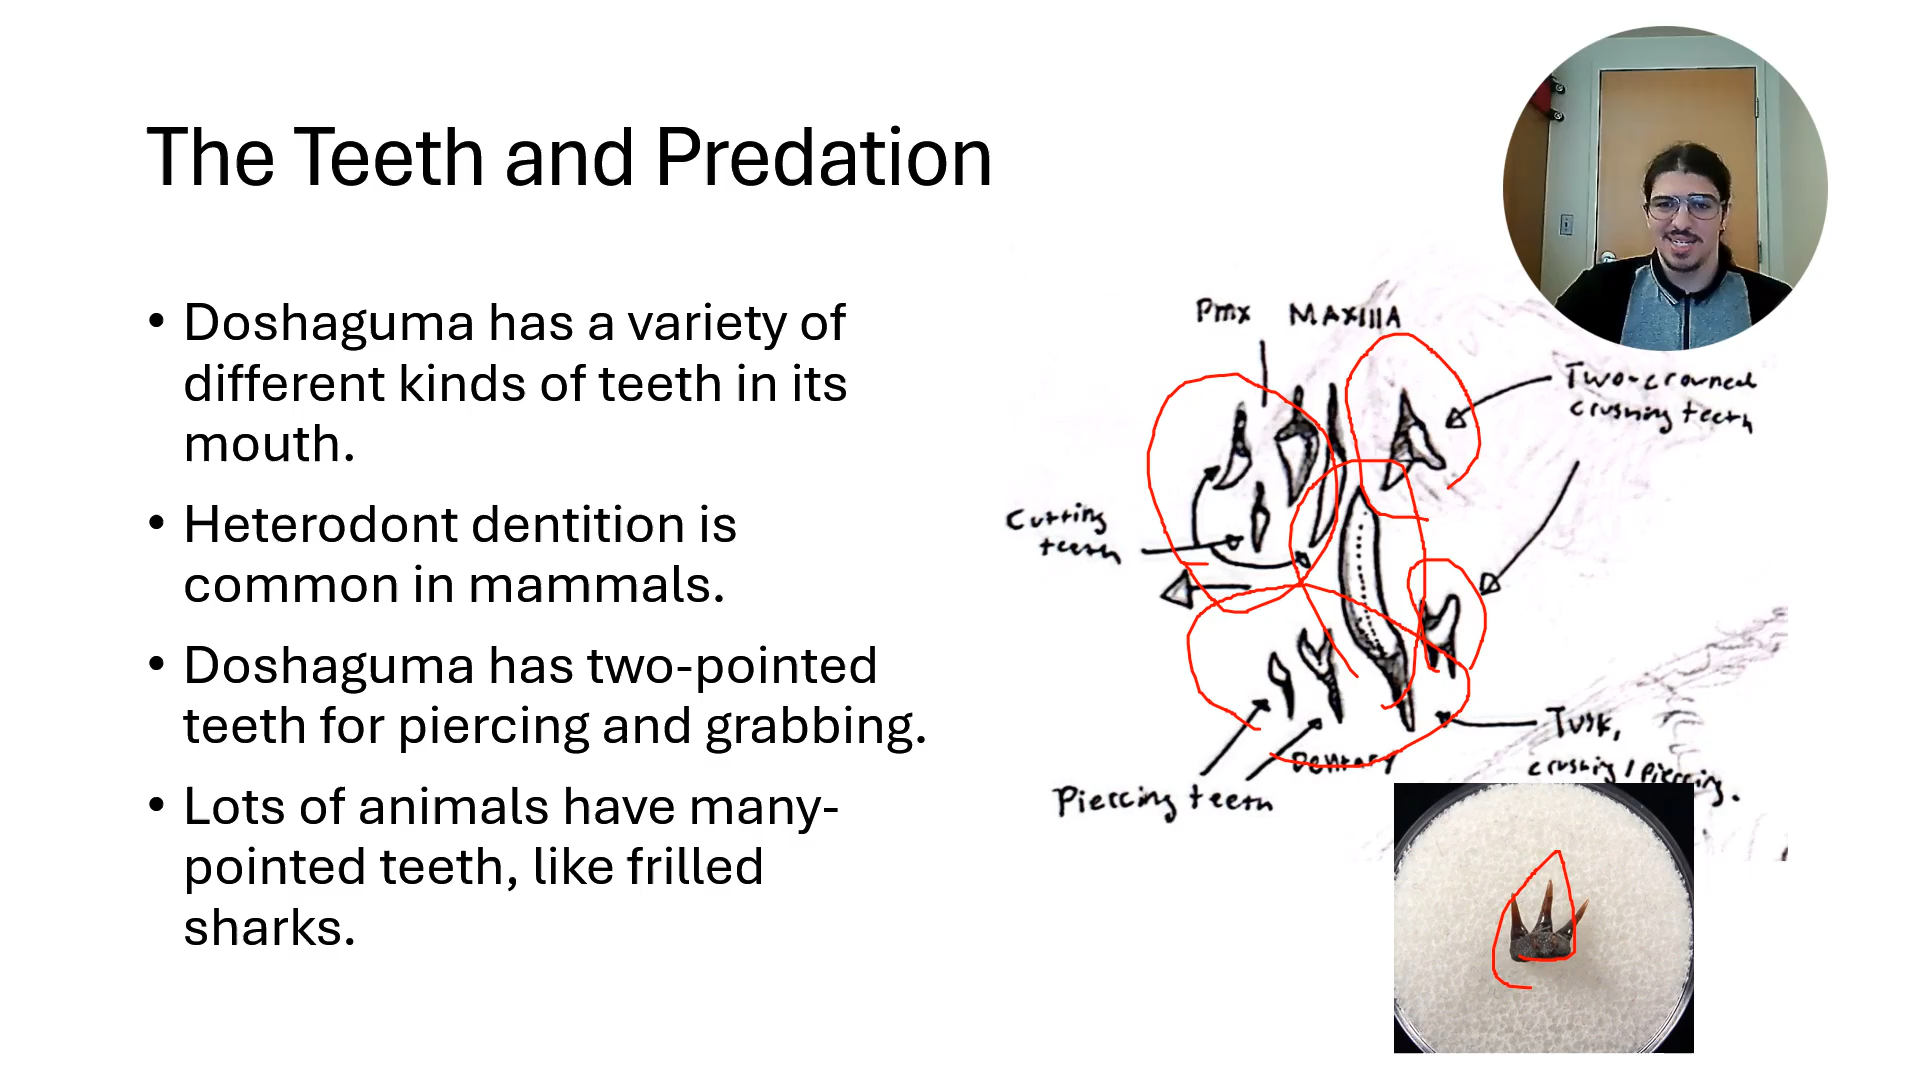 The Teeth and Predation
• Doshaguma has a variety of
different kinds of teeth in its
mouth.
• Heterodont dentition is
common in mammals.
• Doshaguma has two-pointed
teeth for piercing and grabbing.
• Lots of animals have many-
pointed teeth, like frilled
sharks.
Pmx MAXIllA
Two-crowned
crushing teeth
Cutting
teeth
Dentary
Piercing teeth
Tusk,
crushing / piercing.